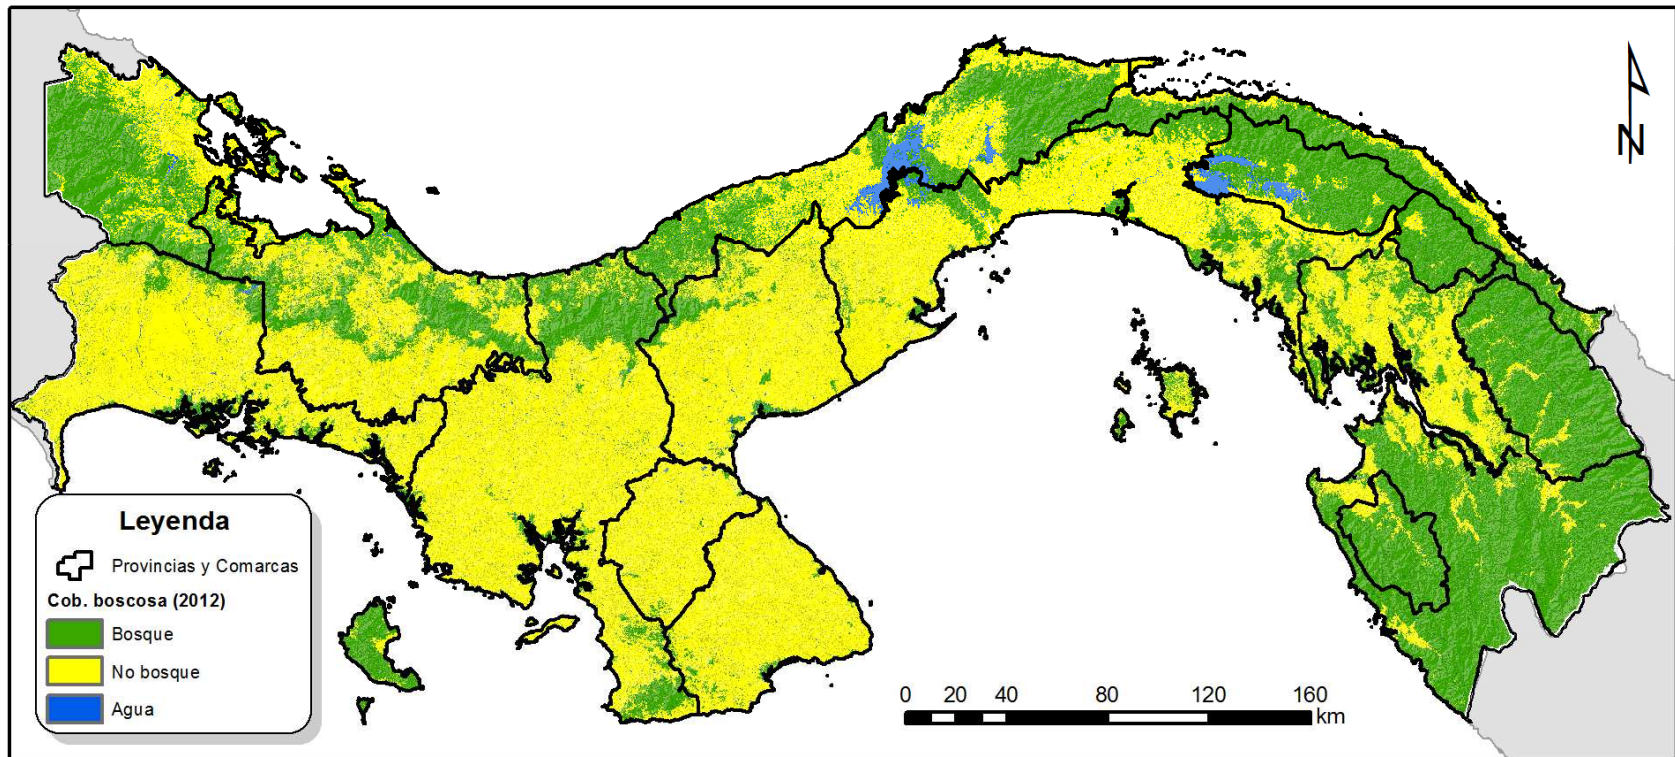 N
Leyenda
Provincias y Comarcas
Cob. boscosa (2012)
Bosque
No bosque
Agua
0 20 40 80 120 160
km